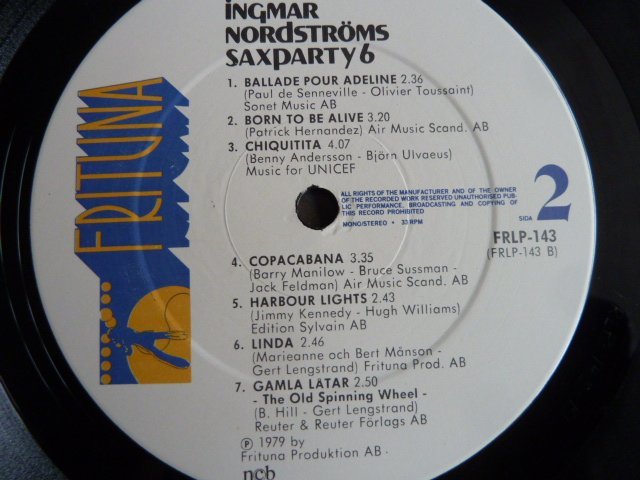 INGMAR
NORDSTRÖMS
SAXPARTY 6
1. BALLADE POUR ADELINE 2.36
(Paul de Senneville - Olivier Toussaint)
Sonet Music AB
2. BORN TO BE ALIVE 3.20
(Patrick Hernandez) Air Music Scand. AB
3. CHIQUITITA 4.07
(Benny Andersson - Björn Ulvaeus)
Music for UNICEF
FRITUNA
ALL RIGHTS OF THE MANUFACTURER AND OF THE OWNER
OF THE RECORDED WORK RESERVED UNAUTHORISED PUB-
LIC PERFORMANCE, BROADCASTING AND COPYING OF
THIS RECORD PROHIBITED
MONO/STEREO • 33 RPM
SIDA 2
FRLP-143
(FRLP-143 B)
4. COPACABANA 3.35
(Barry Manilow - Bruce Sussman -
Jack Feldman) Air Music Scand. AB
5. HARBOUR LIGHTS 2.43
(Jimmy Kennedy - Hugh Williams)
Edition Sylvain AB
6. LINDA 2.46
(Marieanne och Bert Månson -
Gert Lengstrand) Frituna Prod. AB
7. GAMLA LÅTAR 2.50
- The Old Spinning Wheel -
(B. Hill - Gert Lengstrand)
Reuter & Reuter Förlags AB
℗ 1979 by
Frituna Produktion AB
ncb